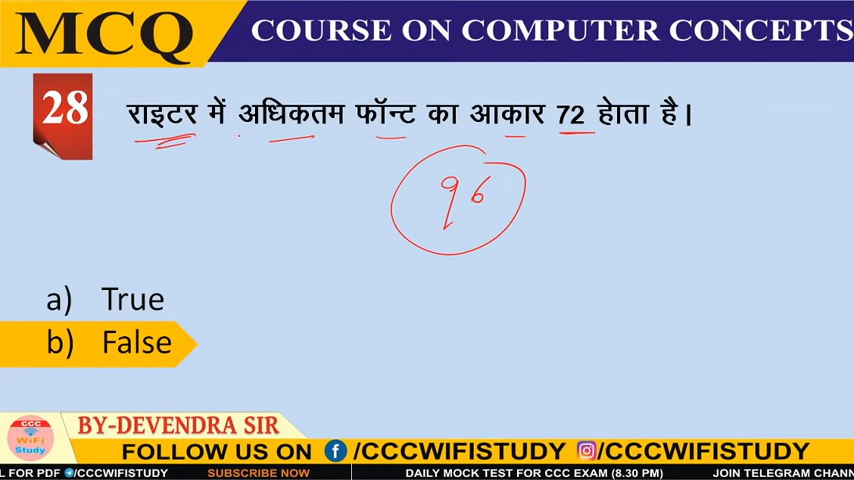 MCQ COURSE ON COMPUTER CONCEPTS
28 राइटर में अधिकतम फॉन्ट का आकार 72 होता है।
96
a) True
b) False
CCC WiFi Study
BY-DEVENDRA SIR
FOLLOW US ON f /CCCWIFISTUDY /CCCWIFISTUDY
L FOR PDF /CCCWIFISTUDY SUBSCRIBE NOW DAILY MOCK TEST FOR CCC EXAM (8.30 PM) JOIN TELEGRAM CHAN